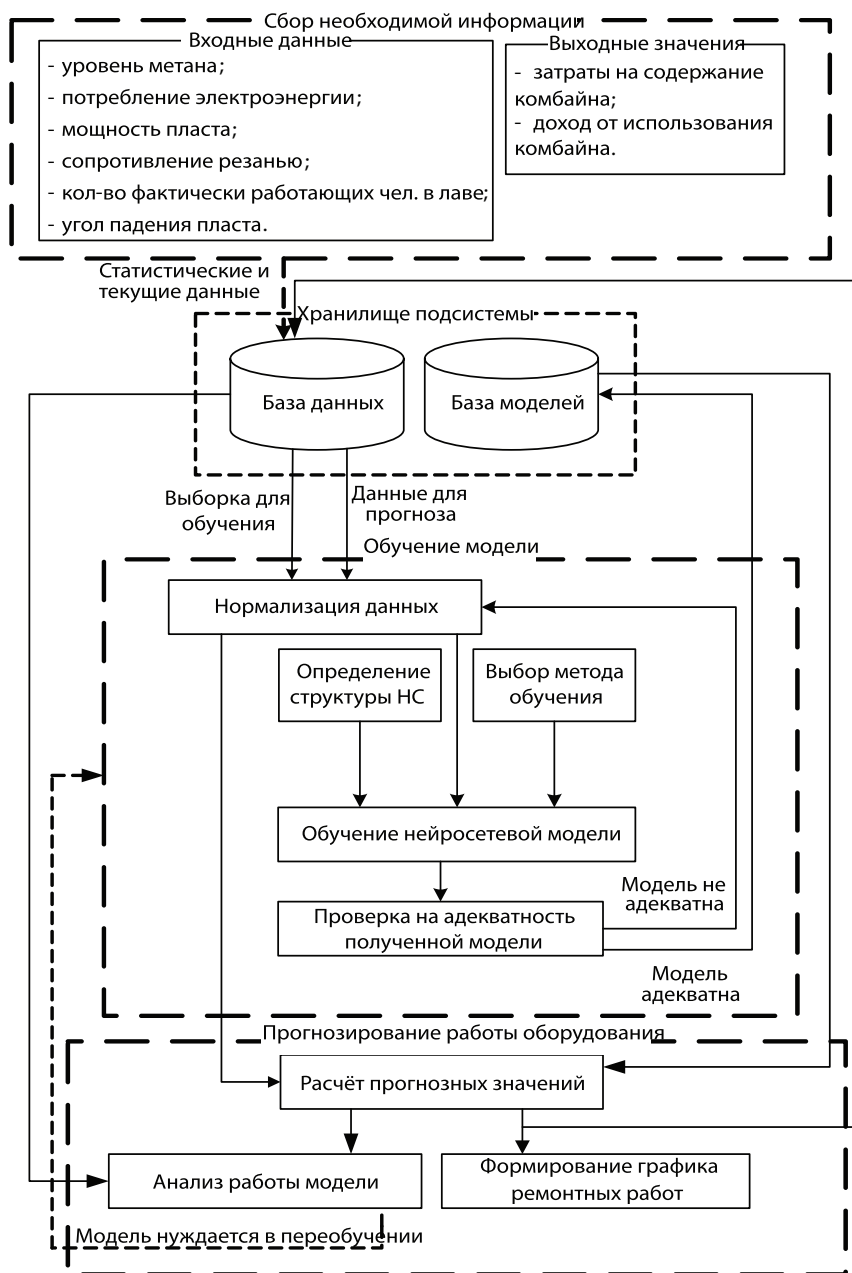 Сбор необходимой информации
Входные данные
- уровень метана;
- потребление электроэнергии;
- мощность пласта;
- сопротивление резанью;
- кол-во фактически работающих чел. в лаве;
- угол падения пласта.
Выходные значения
- затраты на содержание
комбайна;
- доход от использования
комбайна.
Статистические и
текущие данные
Хранилище подсистемы
База данных
База моделей
Выборка для
обучения
Данные для
прогноза
Обучение модели
Нормализация данных
Определение
структуры НС
Выбор метода
обучения
Обучение нейросетевой модели
Проверка на адекватность
полученной модели
Модель не
адекватна
Модель
адекватна
Прогнозирование работы оборудования
Расчёт прогнозных значений
Анализ работы модели
Формирование графика
ремонтных работ
Модель нуждается в переобучении